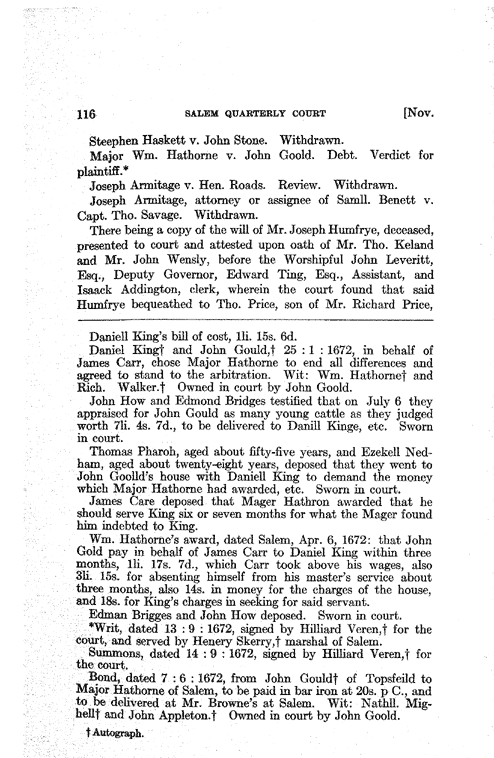 116 SALEM QUARTERLY COURT [Nov.
Steephen Haskett v. John Stone. Withdrawn.
Major Wm. Hathorne v. John Goold. Debt. Verdict for
plaintiff.*
Joseph Armitage v. Hen. Roads. Review. Withdrawn.
Joseph Armitage, attorney or assignee of Samll. Benett v.
Capt. Tho. Savage. Withdrawn.
There being a copy of the will of Mr. Joseph Humfrye, deceased,
presented to court and attested upon oath of Mr. Tho. Keland
and Mr. John Wensly, before the Worshipful John Leveritt,
Esq., Deputy Governor, Edward Ting, Esq., Assistant, and
Isaack Addington, clerk, wherein the court found that said
Humfrye bequeathed to Tho. Price, son of Mr. Richard Price,
Daniell King's bill of cost, 1li. 15s. 6d.
Daniel King† and John Gould,† 25 : 1 : 1672, in behalf of
James Carr, chose Major Hathorne to end all differences and
agreed to stand to the arbitration. Wit: Wm. Hathorne† and
Rich. Walker.† Owned in court by John Goold.
John How and Edmond Bridges testified that on July 6 they
appraised for John Gould as many young cattle as they judged
worth 7li. 4s. 7d., to be delivered to Danill Kinge, etc. Sworn
in court.
Thomas Pharoh, aged about fifty-five years, and Ezekell Ned-
ham, aged about twenty-eight years, deposed that they went to
John Goolld's house with Daniell King to demand the money
which Major Hathorne had awarded, etc. Sworn in court.
James Care deposed that Mager Hathron awarded that he
should serve King six or seven months for what the Mager found
him indebted to King.
Wm. Hathorne's award, dated Salem, Apr. 6, 1672: that John
Gold pay in behalf of James Carr to Daniel King within three
months, 1li. 17s. 7d., which Carr took above his wages, also
3li. 15s. for absenting himself from his master's service about
three months, also 14s. in money for the charges of the house,
and 18s. for King's charges in seeking for said servant.
Edman Brigges and John How deposed. Sworn in court.
*Writ, dated 13 : 9 : 1672, signed by Hilliard Veren,† for the
court, and served by Henery Skerry,† marshal of Salem.
Summons, dated 14 : 9 : 1672, signed by Hilliard Veren,† for
the court.
Bond, dated 7 : 6 : 1672, from John Gould† of Topsfeild to
Major Hathorne of Salem, to be paid in bar iron at 20s. p C., and
to be delivered at Mr. Browne's at Salem. Wit: Nathll. Mig-
hell† and John Appleton.† Owned in court by John Goold.
† Autograph.